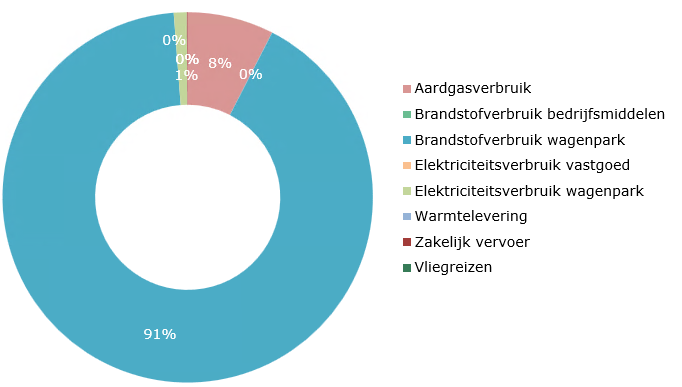 0%
0%
1%
8%
0%
91%
Aardgasverbruik
Brandstofverbruik bedrijfsmiddelen
Brandstofverbruik wagenpark
Elektriciteitsverbruik vastgoed
Elektriciteitsverbruik wagenpark
Warmtelevering
Zakelijk vervoer
Vliegreizen